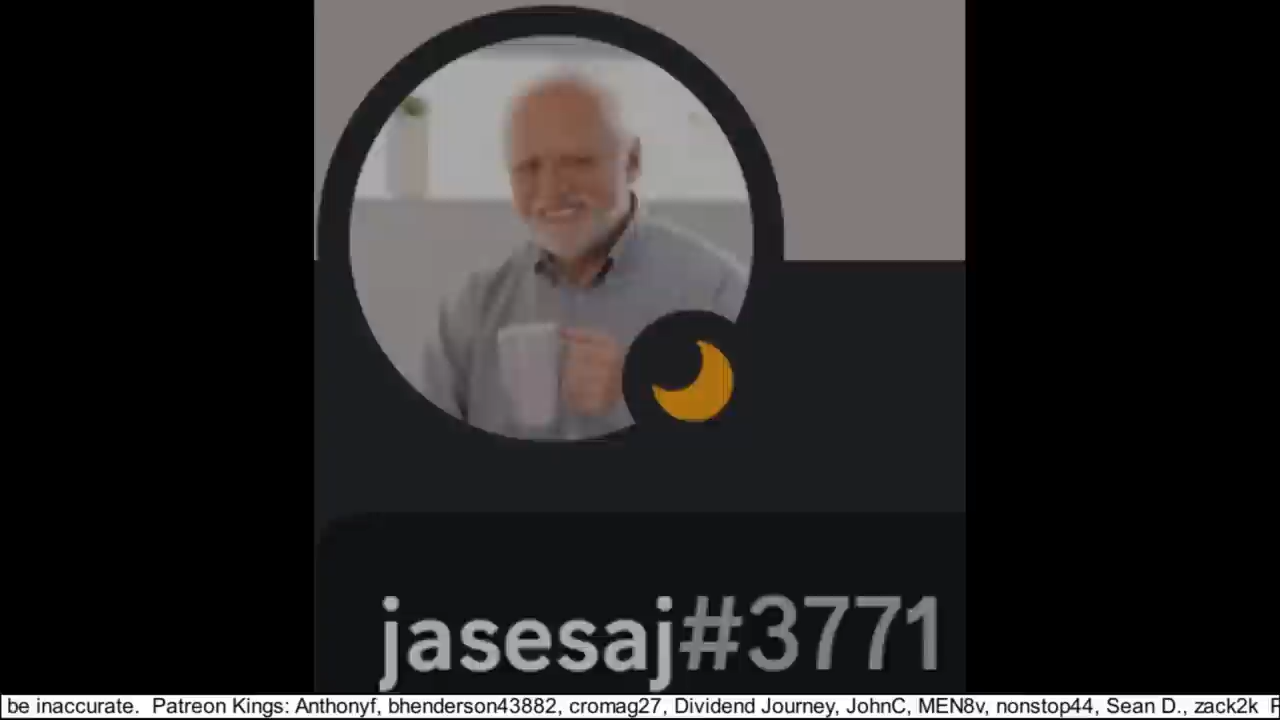 jasesaj#3771
be inaccurate. Patreon Kings: Anthonyf, bhenderson43882, cromag27, Dividend Journey, JohnC, MEN8v, nonstop44, Sean D., zack2k